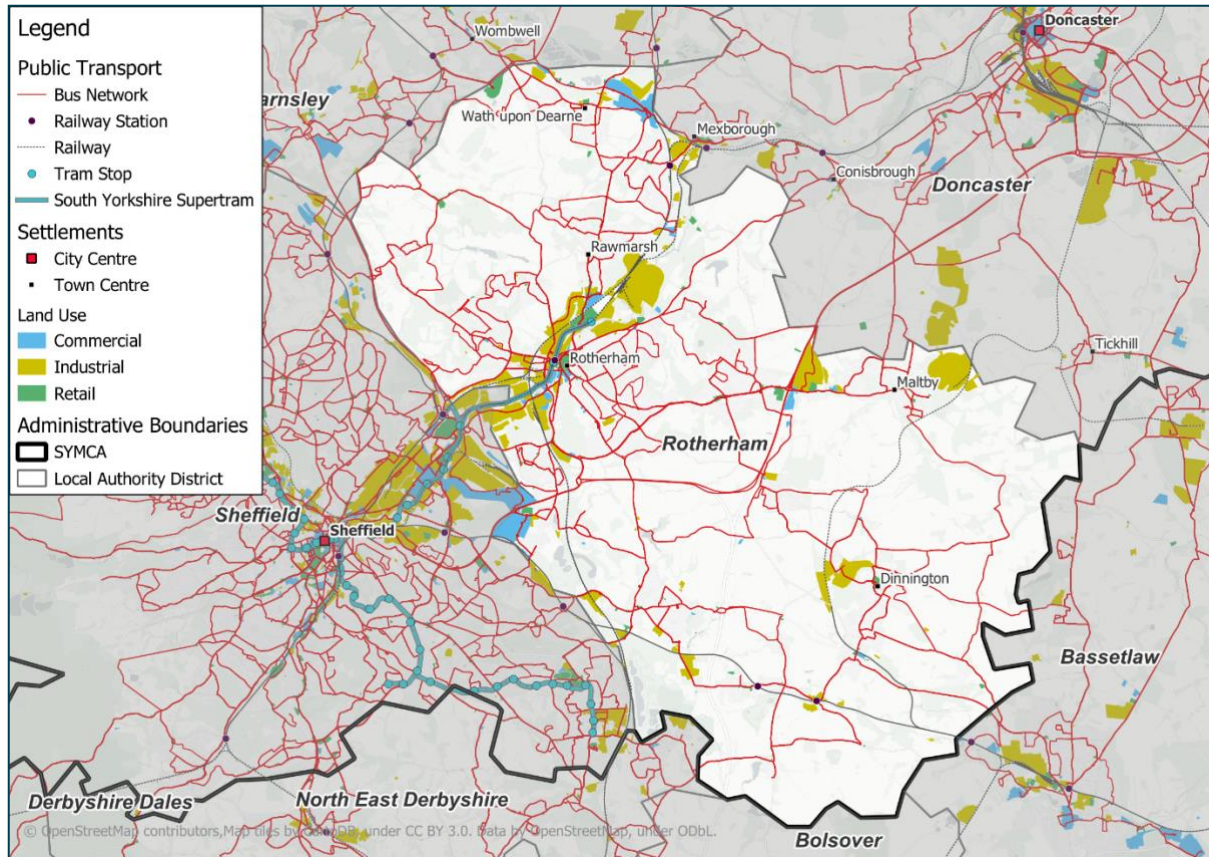 Legend
Public Transport
Bus Network
Railway Station
Railway
Tram Stop
South Yorkshire Supertram
Settlements
City Centre
Town Centre
Land Use
Commercial
Industrial
Retail
Administrative Boundaries
SYMCA
Local Authority District
Wombwell
Doncaster
arnsley
Wath upon Dearne
Mexborough
Conisbrough
Doncaster
Rawmarsh
Rotherham
Tickhill
Maltby
Rotherham
Sheffield
Sheffield
Dinnington
Bassetlaw
Derbyshire Dales
North East Derbyshire
Bolsover
© OpenStreetMap contributors,Map tiles by CartoDB, under CC BY 3.0. Data by OpenStreetMap, under ODbL.